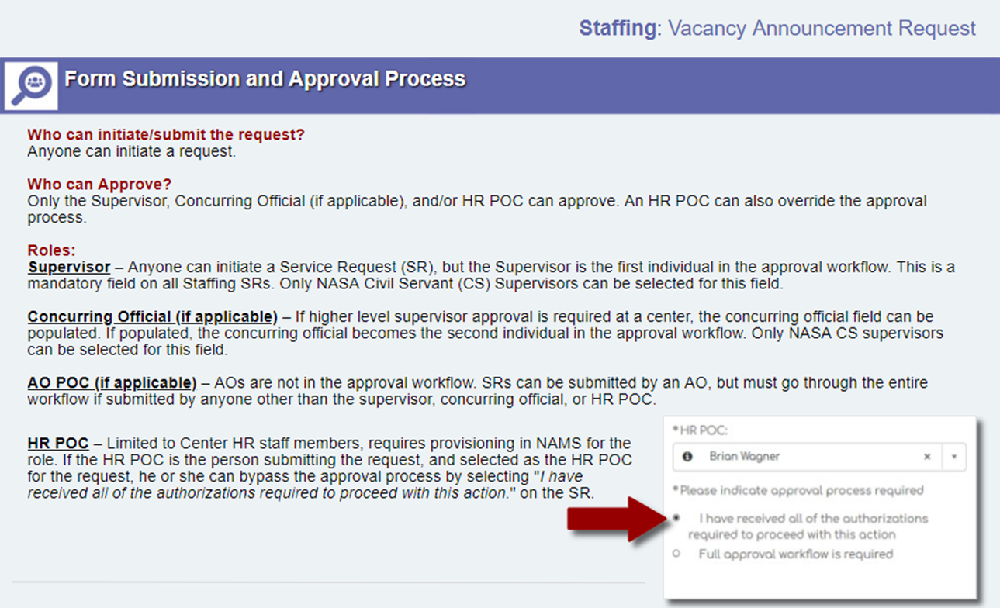 Staffing: Vacancy Announcement Request
Form Submission and Approval Process
Who can initiate/submit the request?
Anyone can initiate a request.
Who can Approve?
Only the Supervisor, Concurring Official (if applicable), and/or HR POC can approve. An HR POC can also override the approval
process.
Roles:
Supervisor – Anyone can initiate a Service Request (SR), but the Supervisor is the first individual in the approval workflow. This is a
mandatory field on all Staffing SRs. Only NASA Civil Servant (CS) Supervisors can be selected for this field.
Concurring Official (if applicable) – If higher level supervisor approval is required at a center, the concurring official field can be
populated. If populated, the concurring official becomes the second individual in the approval workflow. Only NASA CS supervisors
can be selected for this field.
AO POC (if applicable) – AOs are not in the approval workflow. SRs can be submitted by an AO, but must go through the entire
workflow if submitted by anyone other than the supervisor, concurring official, or HR POC.
HR POC – Limited to Center HR staff members, requires provisioning in NAMS for the
role. If the HR POC is the person submitting the request, and selected as the HR POC
for the request, he or she can bypass the approval process by selecting "I have
received all of the authorizations required to proceed with this action." on the SR.
*HR POC:
Brian Wagner
*Please indicate approval process required
I have received all of the authorizations
required to proceed with this action
Full approval workflow is required